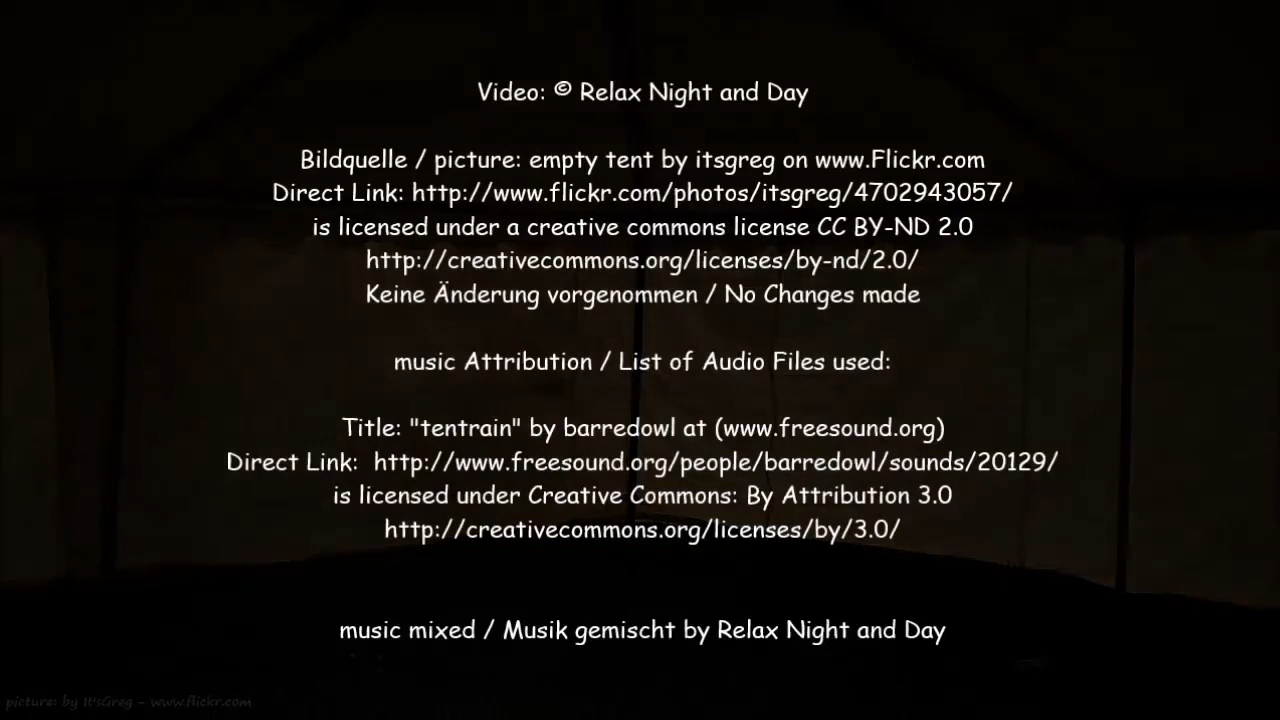 Video: © Relax Night and Day
Bildquelle / picture: empty tent by itsgreg on www.Flickr.com
Direct Link: http://www.flickr.com/photos/itsgreg/4702943057/
is licensed under a creative commons license CC BY-ND 2.0
http://creativecommons.org/licenses/by-nd/2.0/
Keine Änderung vorgenommen / No Changes made
music Attribution / List of Audio Files used:
Title: "tentrain" by barredowl at (www.freesound.org)
Direct Link:  http://www.freesound.org/people/barredowl/sounds/20129/
is licensed under Creative Commons: By Attribution 3.0
http://creativecommons.org/licenses/by/3.0/
music mixed / Musik gemischt by Relax Night and Day
picture: by It'sGreg - www.flickr.com